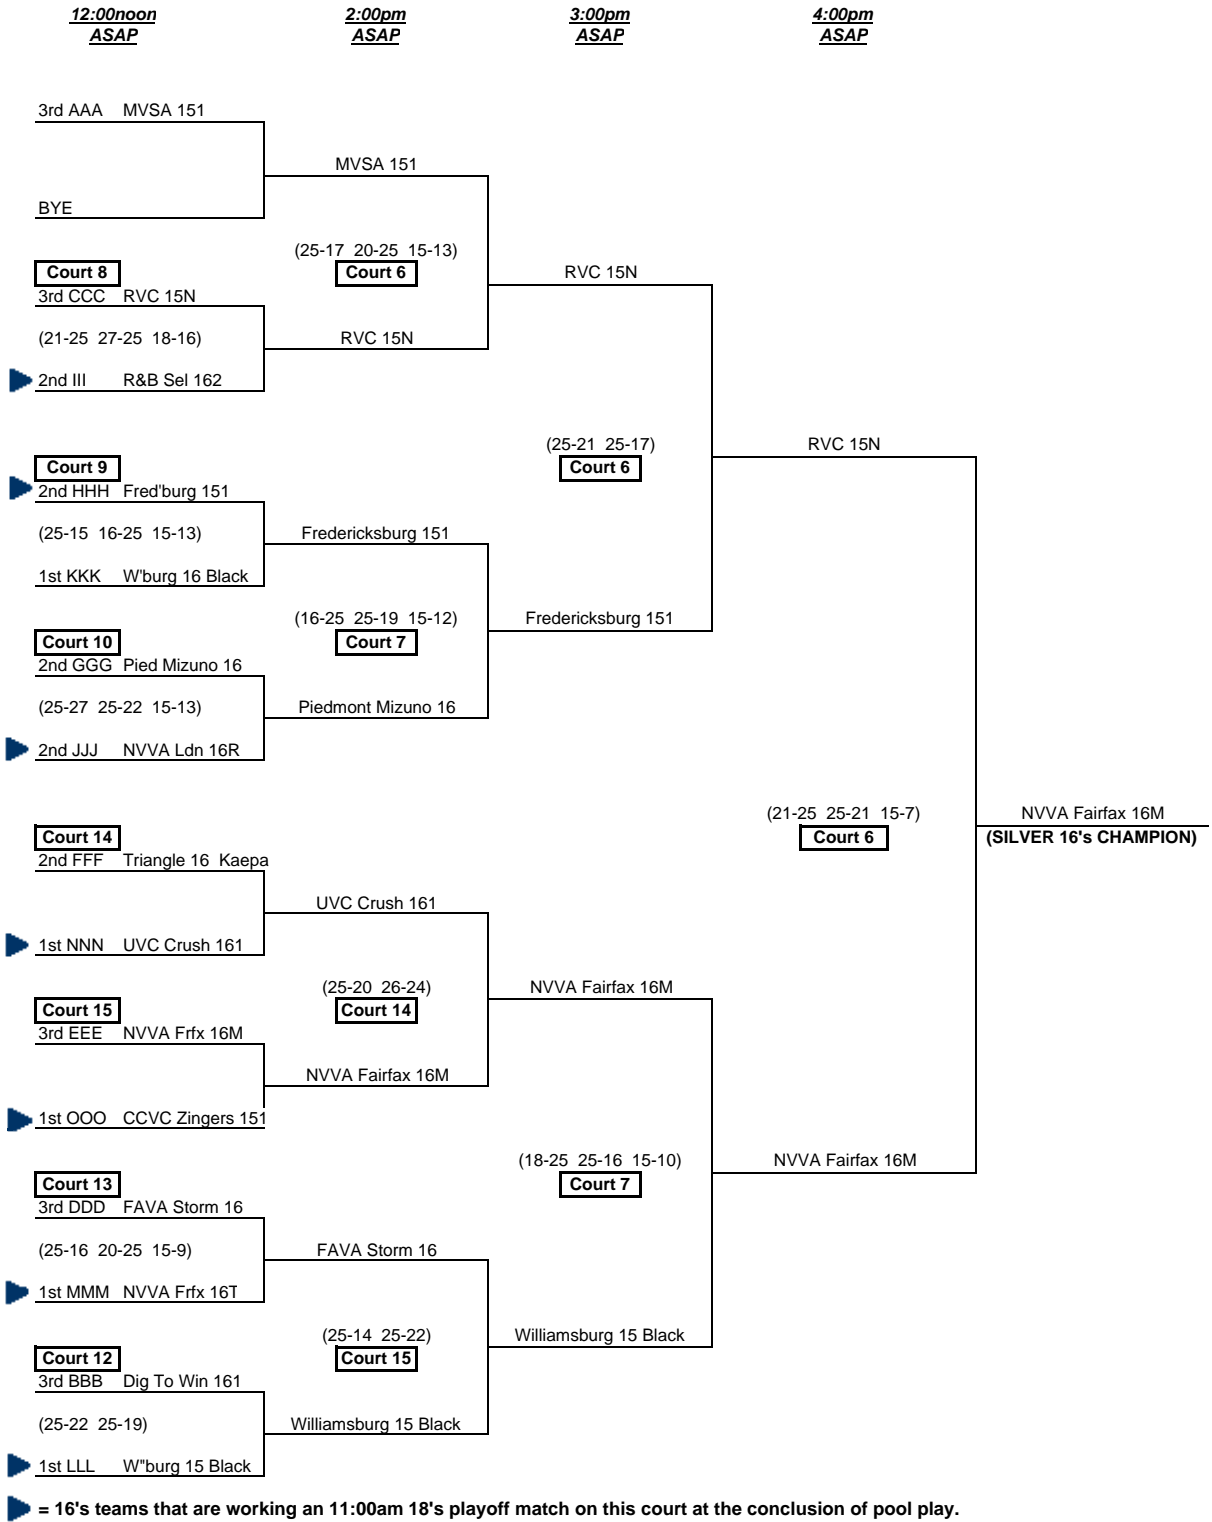 12:00noon 2:00pm 3:00pm 4:00pm
ASAP ASAP ASAP ASAP
3rd AAA MVSA 151
MVSA 151
BYE
(25-17 20-25 15-13)
Court 8 Court 6 RVC 15N
3rd CCC RVC 15N
(21-25 27-25 18-16) RVC 15N
2nd III R&B Sel 162
(25-21 25-17) RVC 15N
Court 9 Court 6
2nd HHH Fred'burg 151
(25-15 16-25 15-13) Fredericksburg 151
1st KKK W'burg 16 Black
(16-25 25-19 15-12) Fredericksburg 151
Court 10 Court 7
2nd GGG Pied Mizuno 16
(25-27 25-22 15-13) Piedmont Mizuno 16
2nd JJJ NVVA Ldn 16R
(21-25 25-21 15-7) NVVA Fairfax 16M
Court 14 Court 6 (SILVER 16's CHAMPION)
2nd FFF Triangle 16 Kaepa
UVC Crush 161
1st NNN UVC Crush 161
(25-20 26-24) NVVA Fairfax 16M
Court 15 Court 14
3rd EEE NVVA Frfx 16M
NVVA Fairfax 16M
1st OOO CCVC Zingers 151
(18-25 25-16 15-10) NVVA Fairfax 16M
Court 13 Court 7
3rd DDD FAVA Storm 16
(25-16 20-25 15-9) FAVA Storm 16
1st MMM NVVA Frfx 16T
(25-14 25-22) Williamsburg 15 Black
Court 12 Court 15
3rd BBB Dig To Win 161
(25-22 25-19) Williamsburg 15 Black
1st LLL W"burg 15 Black
= 16's teams that are working an 11:00am 18's playoff match on this court at the conclusion of pool play.